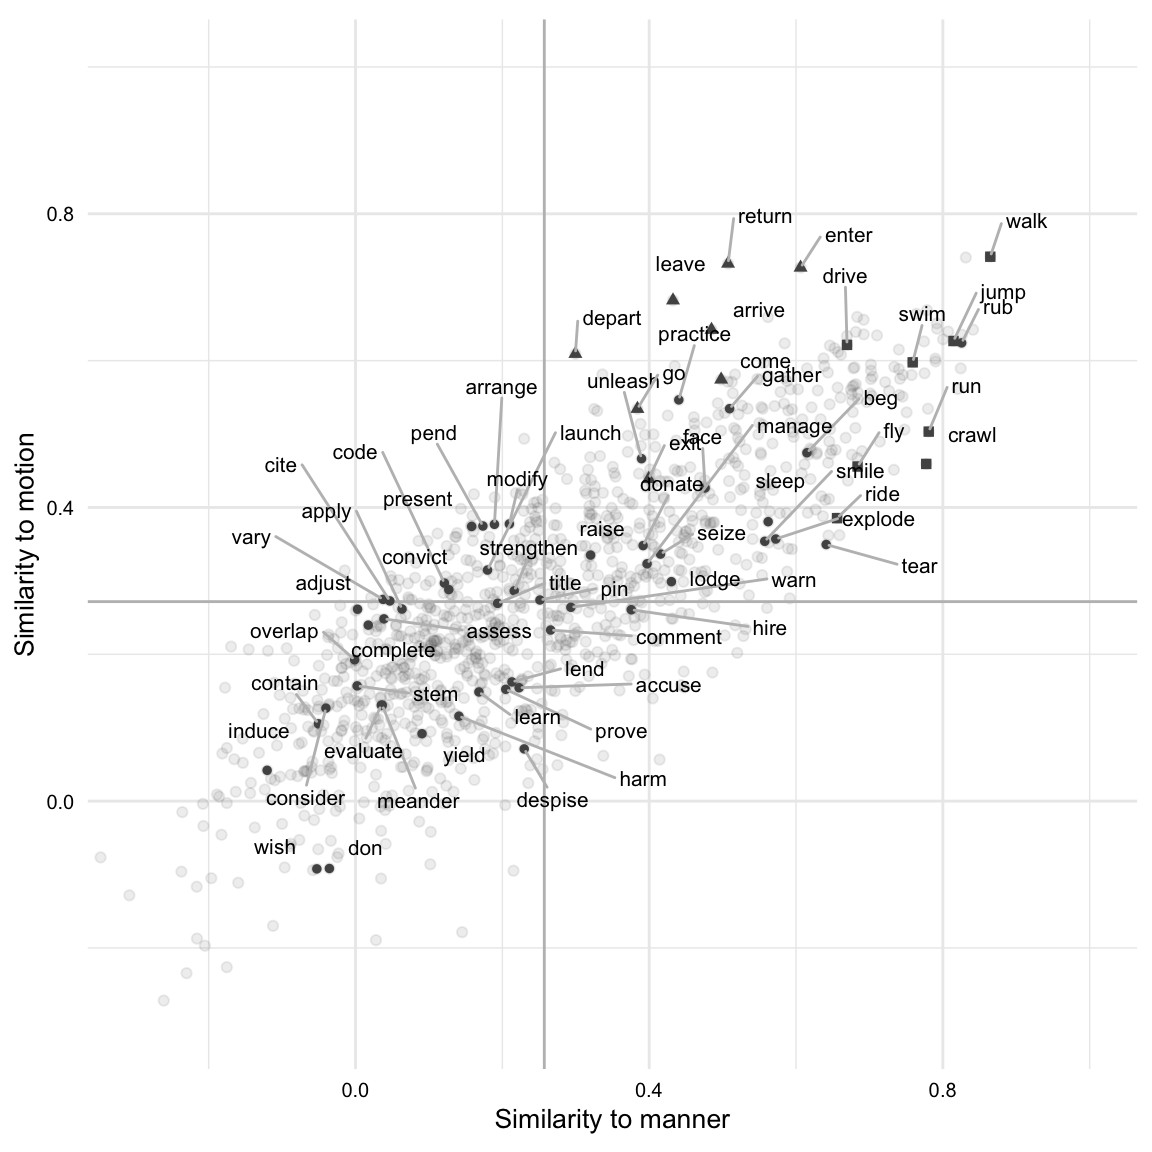 return
walk
enter
leave
drive
jump
rub
arrive
depart
swim
practice
come
unleash
go
gather
run
arrange
beg
launch
manage
fly
crawl
pend
face
exit
code
cite
modify
donate
sleep
smile
present
ride
apply
raise
seize
explode
vary
convict
strengthen
tear
adjust
title
pin
lodge
warn
overlap
assess
comment
hire
complete
lend
contain
stem
accuse
induce
learn
prove
evaluate
yield
harm
consider
meander
despise
wish
don
0.8
0.4
0.0
0.0
0.4
0.8
Similarity to manner
Similarity to motion